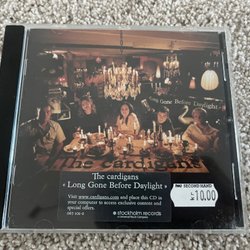 Long Gone Before Daylight
The cardigans
The cardigans
« Long Gone Before Daylight »
Visit www.cardigans.com and place this CD in
your computer to access exclusive content and
special offers.
stockholm records
SECOND HAND
kr. 10.00